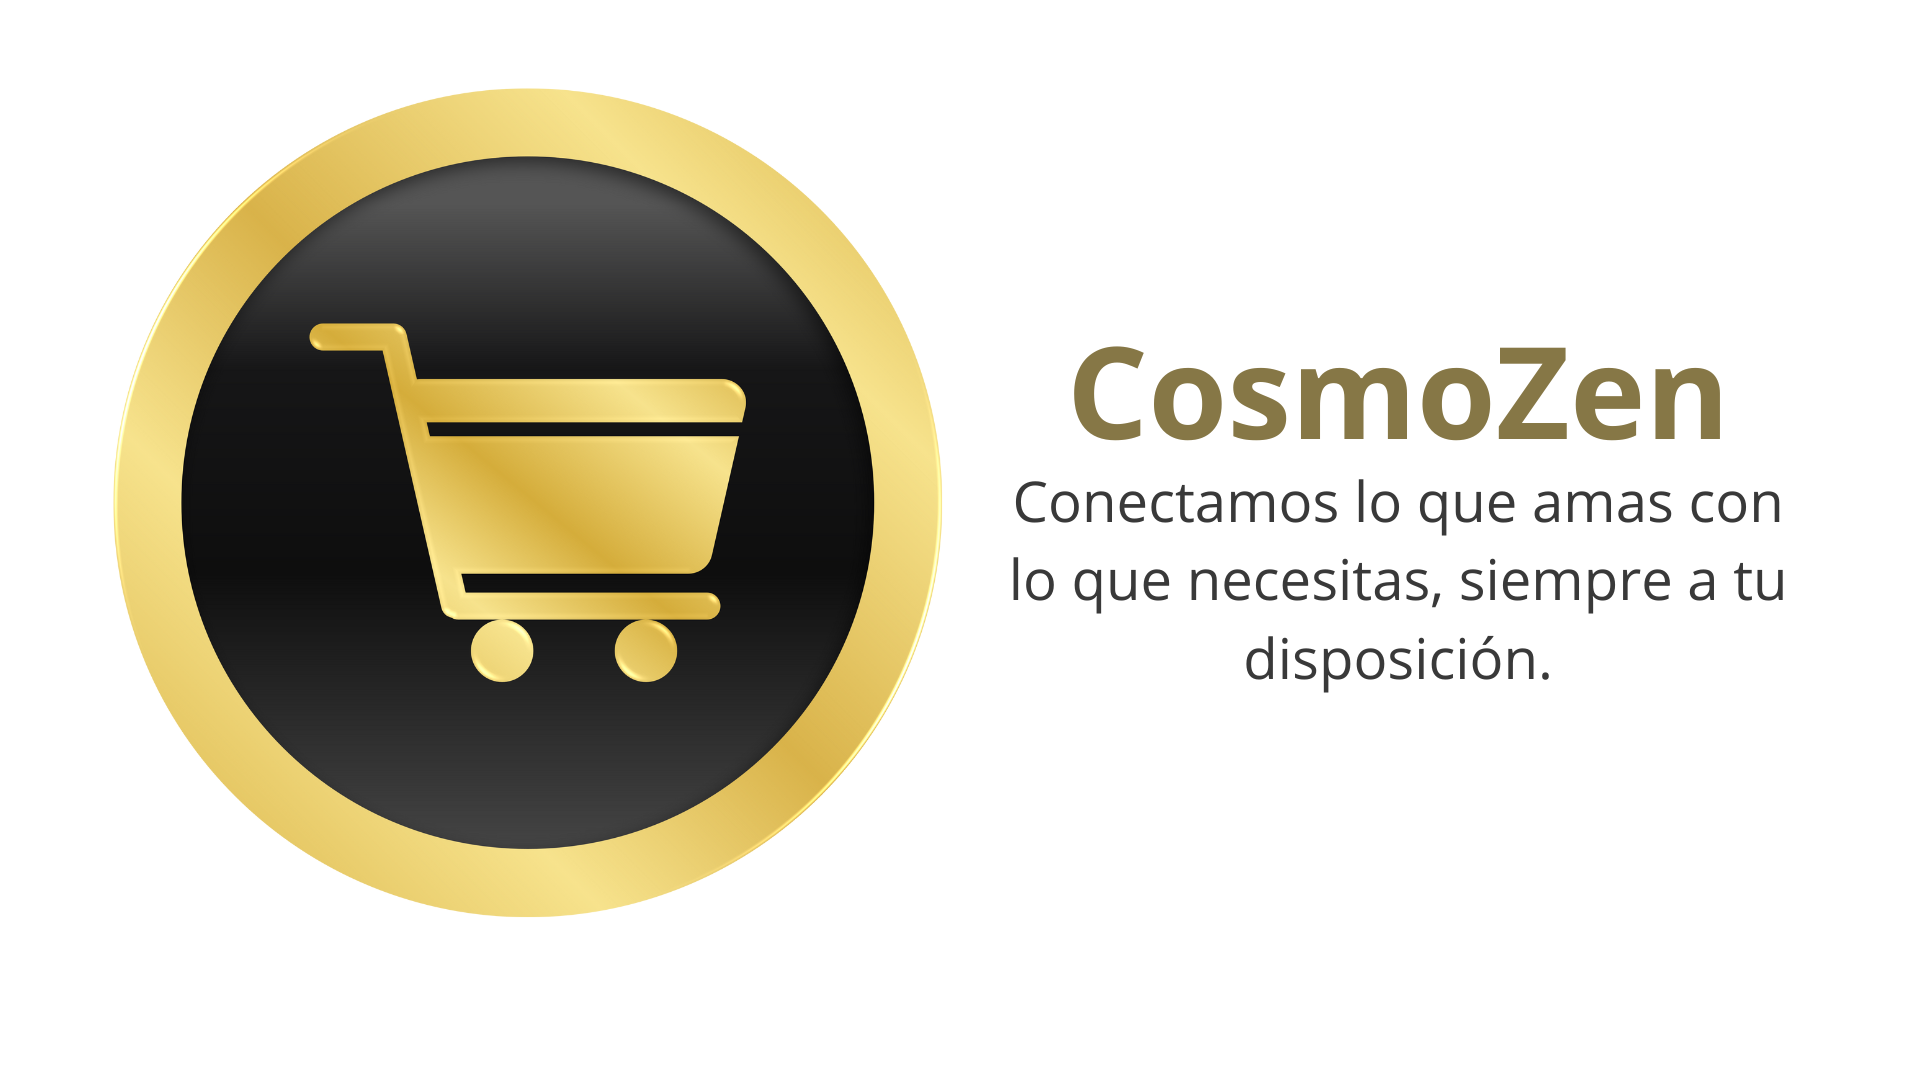 CosmoZen
Conectamos lo que amas con
lo que necesitas, siempre a tu
disposición.